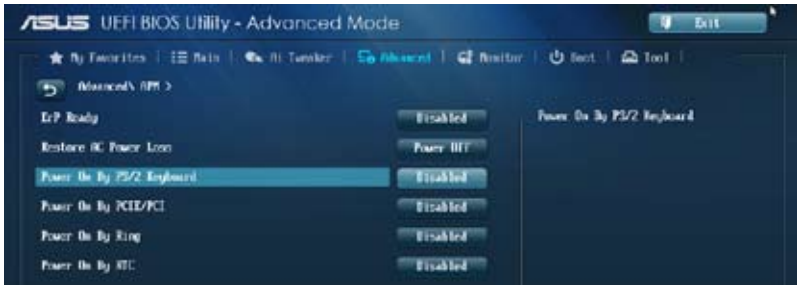 ASUS UEFI BIOS Utility - Advanced Mode
Exit
My Favorites
Main
Ai Tweaker
Advanced
Monitor
Boot
Tool
Advanced\ APM >
ErP Ready
Disabled
Power On By PS/2 Keyboard
Restore AC Power Loss
Power Off
Power On By PS/2 Keyboard
Disabled
Power On By PCIE/PCI
Disabled
Power On By Ring
Disabled
Power On By RTC
Disabled